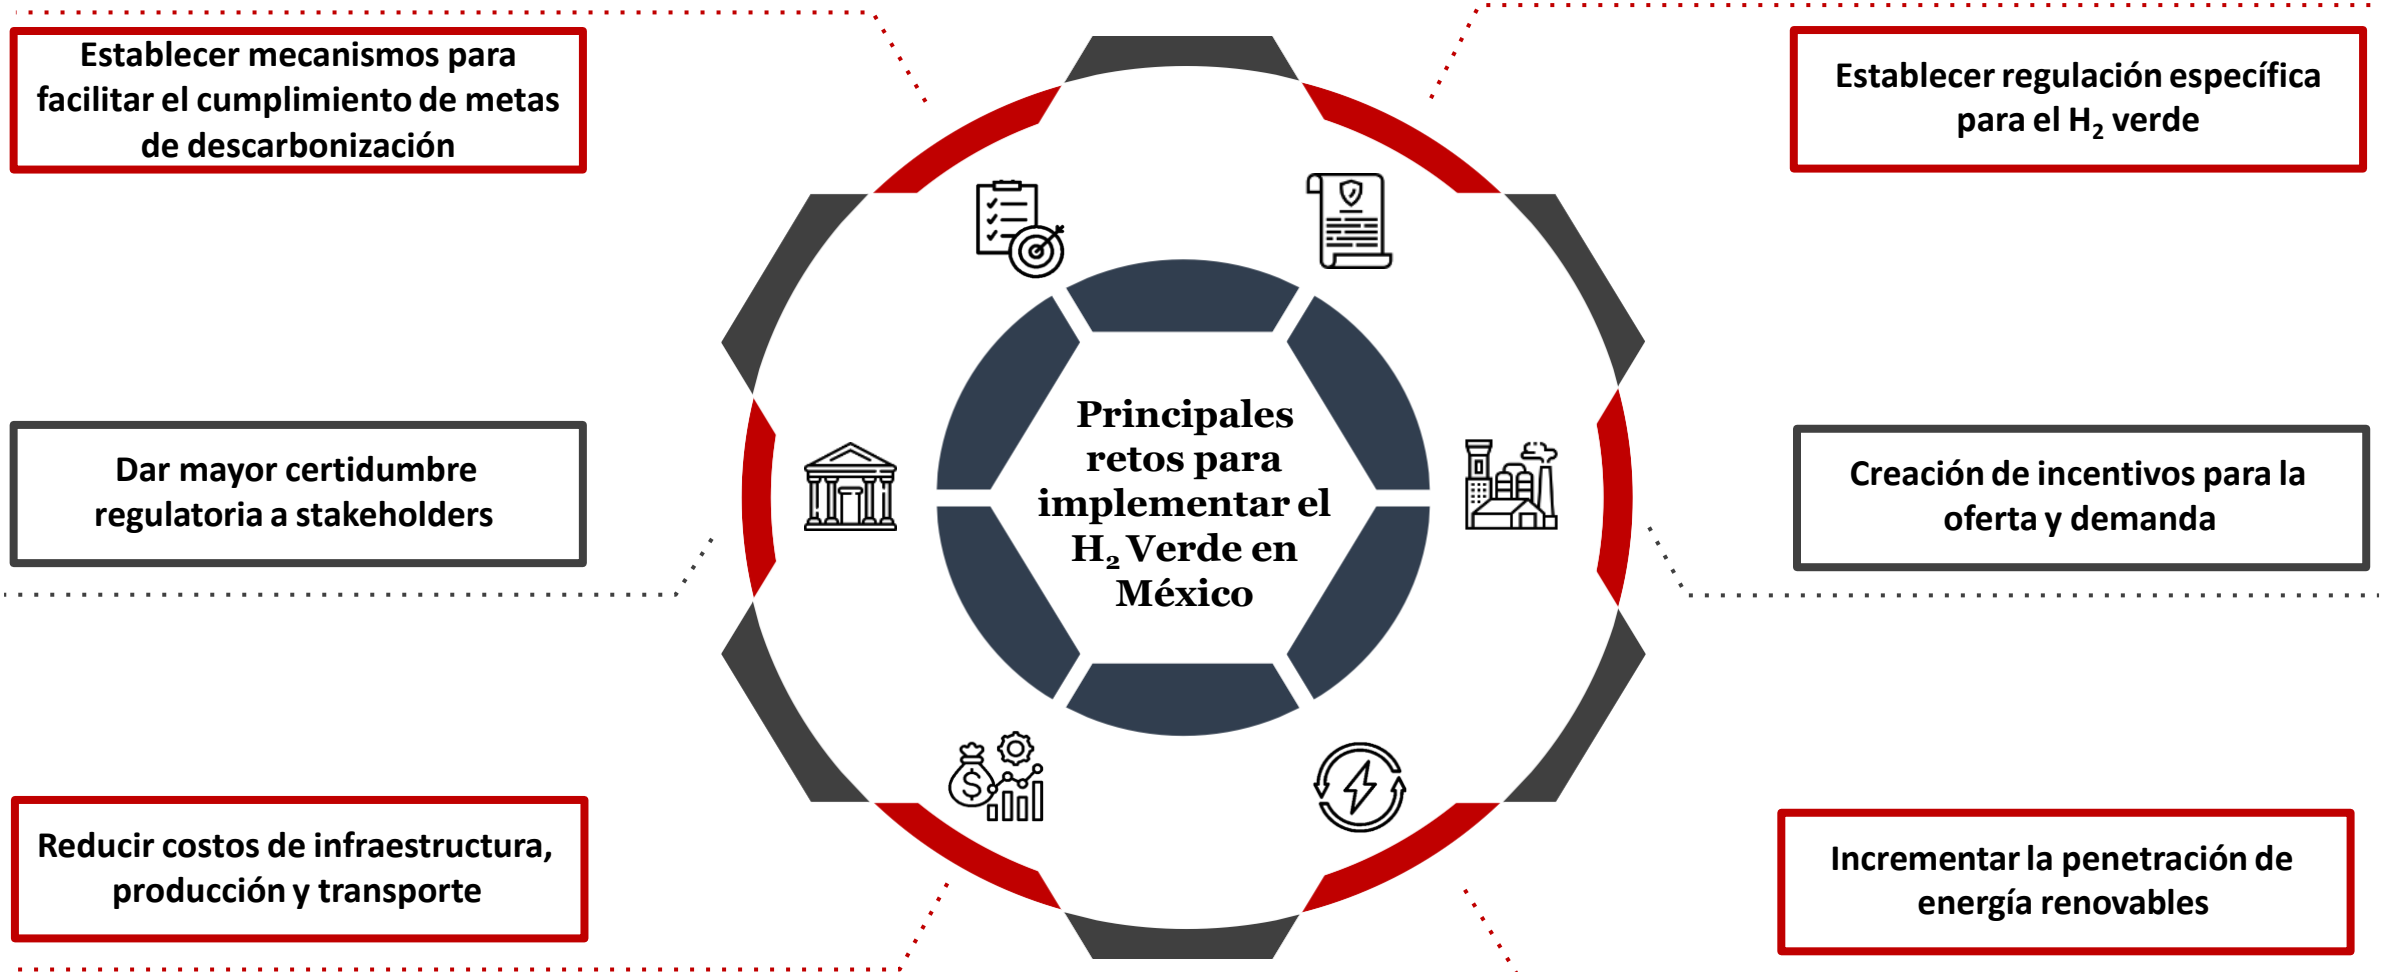 Establecer mecanismos para
facilitar el cumplimiento de metas
de descarbonización
Establecer regulación específica
para el H₂ verde
Dar mayor certidumbre
regulatoria a stakeholders
Principales
retos para
implementar el
H₂ Verde en
México
Creación de incentivos para la
oferta y demanda
Reducir costos de infraestructura,
producción y transporte
Incrementar la penetración de
energía renovables